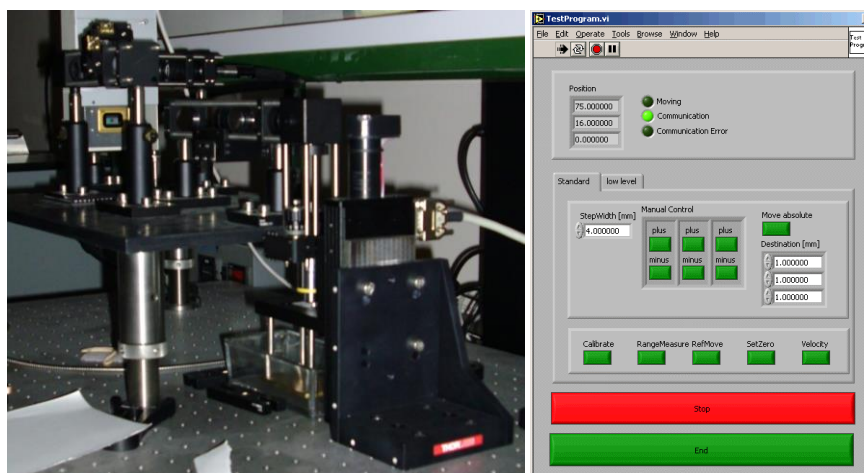 TestProgram.vi
File Edit Operate Tools Browse Window Help
Test
Progr
Position
75.000000
16.000000
0.000000
Moving
Communication
Communication Error
Standard low level
StepWidth [mm]
4.000000
Manual Control
plus plus plus
minus minus minus
Move absolute
Destination [mm]
1.000000
1.000000
1.000000
Calibrate RangeMeasure RefMove SetZero Velocity
Stop
End